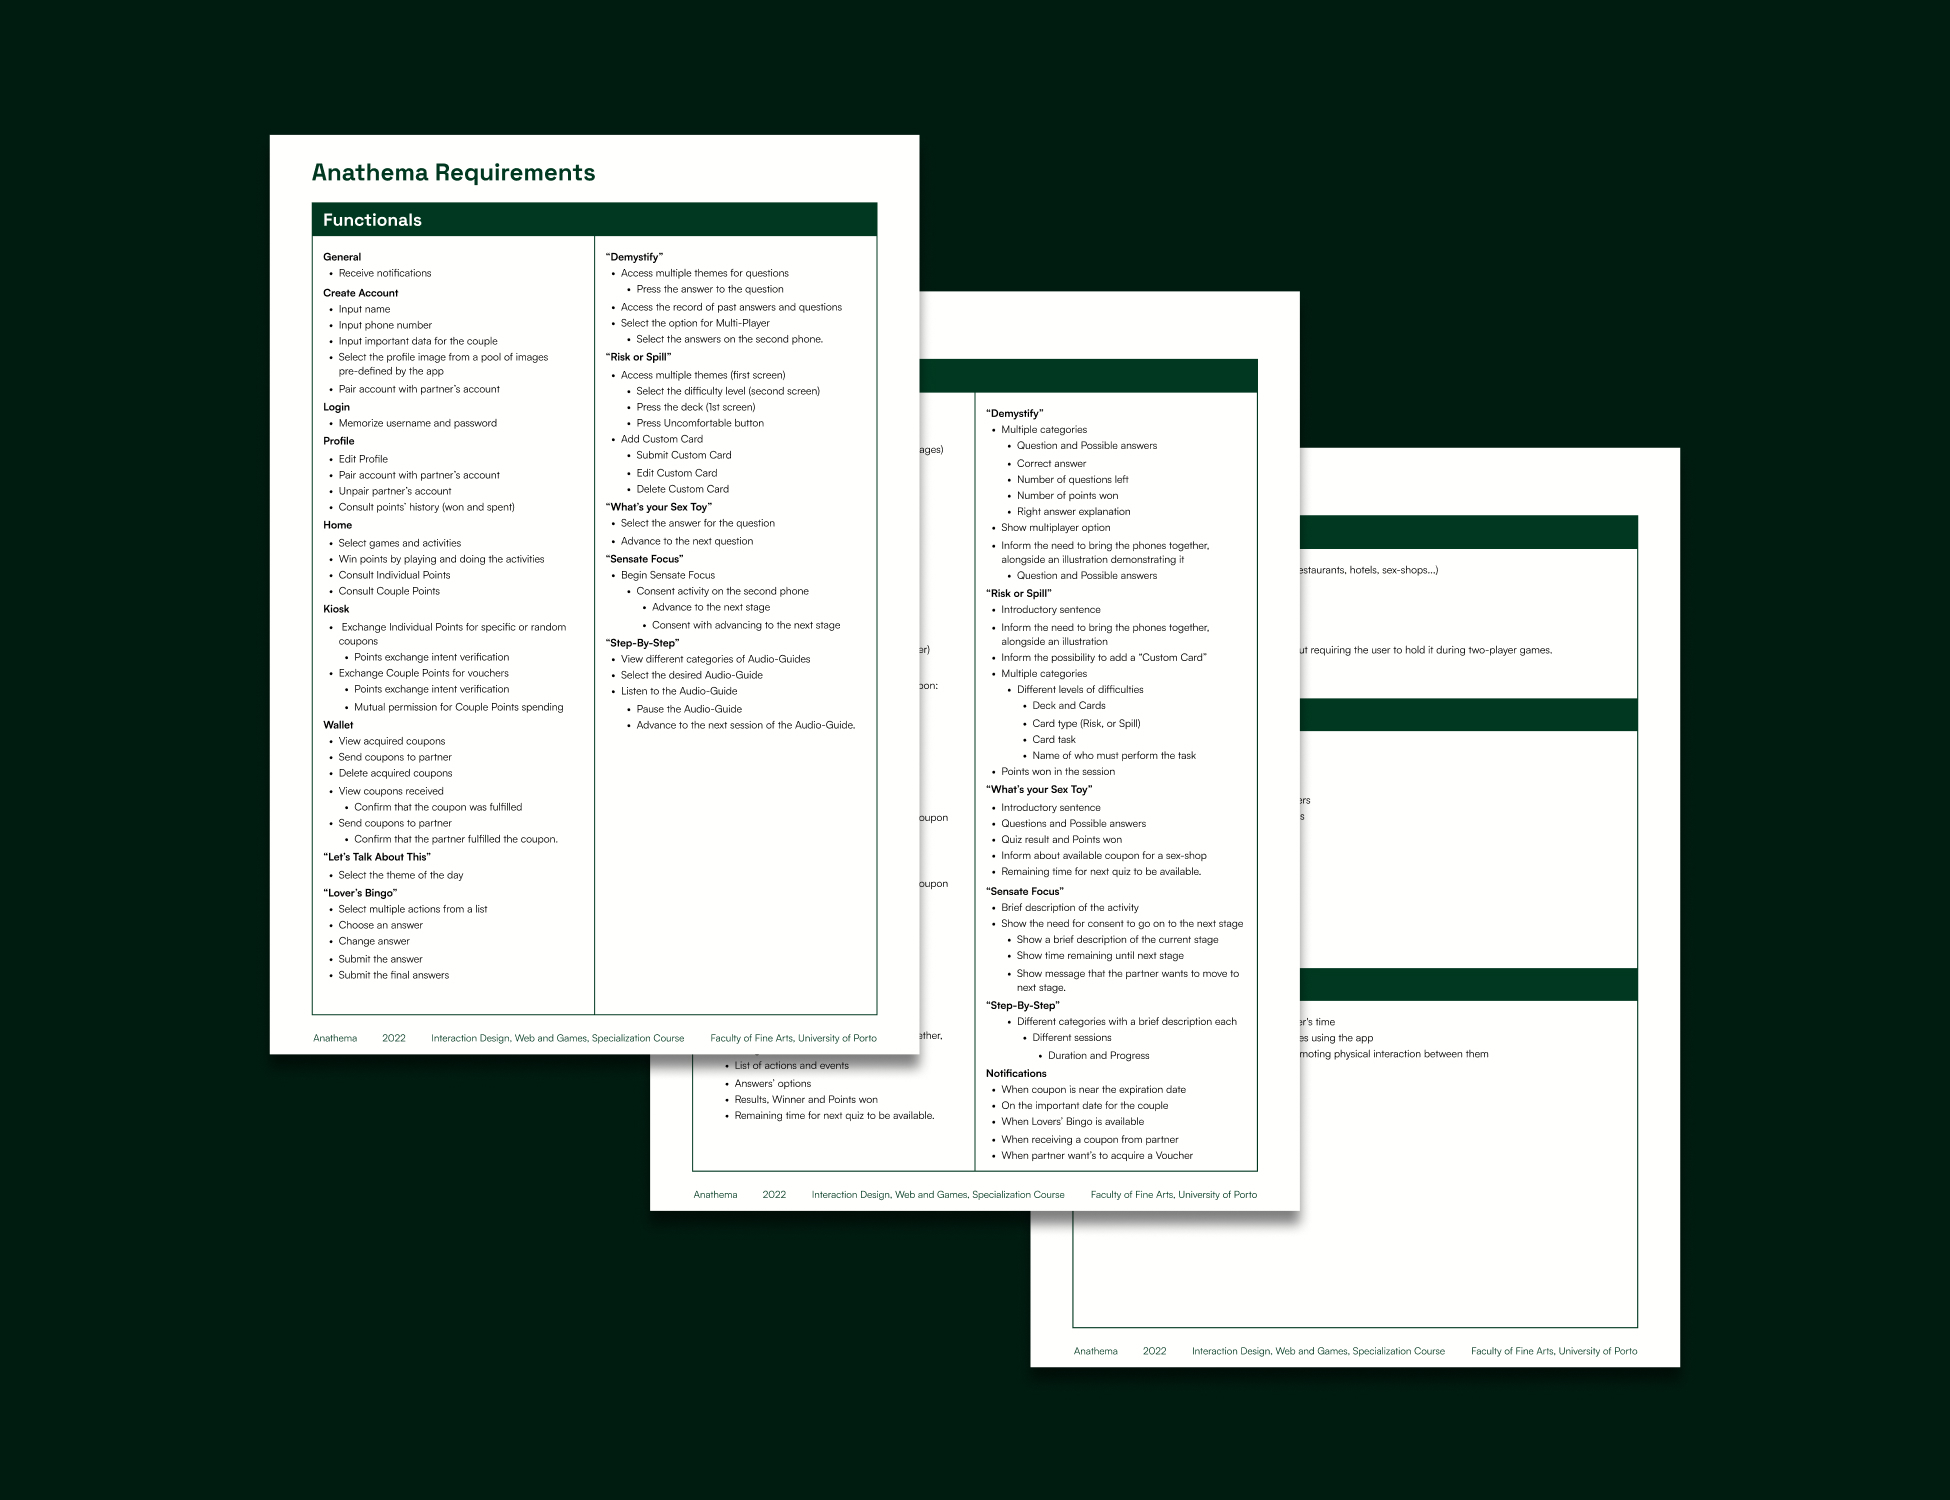 Anathema Requirements
Functionals
General
• Receive notifications
Create Account
• Input name
• Input phone number
• Input important data for the couple
• Select the profile image from a pool of images
pre-defined by the app
• Pair account with partner's account
Login
• Memorize username and password
Profile
• Edit Profile
• Pair account with partner's account
• Unpair partner's account
• Consult points' history (won and spent)
Home
• Select games and activities
• Win points by playing and doing the activities
• Consult Individual Points
• Consult Couple Points
Kiosk
• Exchange Individual Points for specific or random
coupons
• Points exchange intent verification
• Exchange Couple Points for vouchers
• Points exchange intent verification
• Mutual permission for Couple Points spending
Wallet
• View acquired coupons
• Send coupons to partner
• Delete acquired coupons
• View coupons received
• Confirm that the coupon was fulfilled
• Send coupons to partner
• Confirm that the partner fulfilled the coupon.
“Let's Talk About This”
• Select the theme of the day
“Lover's Bingo”
• Select multiple actions from a list
• Choose an answer
• Change answer
• Submit the answer
• Submit the final answers
“Demystify”
• Access multiple themes for questions
• Press the answer to the question
• Access the record of past answers and questions
• Select the option for Multi-Player
• Select the answers on the second phone.
“Risk or Spill”
• Access multiple themes (first screen)
• Select the difficulty level (second screen)
• Press the deck (1st screen)
• Press Uncomfortable button
• Add Custom Card
• Submit Custom Card
• Edit Custom Card
• Delete Custom Card
“What's your Sex Toy”
• Select the answer for the question
• Advance to the next question
“Sensate Focus”
• Begin Sensate Focus
• Consent activity on the second phone
• Advance to the next stage
• Consent with advancing to the next stage
“Step-By-Step”
• View different categories of Audio-Guides
• Select the desired Audio-Guide
• Listen to the Audio-Guide
• Pause the Audio-Guide
• Advance to the next session of the Audio-Guide.
Anathema 2022 Interaction Design, Web and Games, Specialization Course Faculty of Fine Arts, University of Porto
• List of actions and events
• Answers' options
• Results, Winner and Points won
• Remaining time for next quiz to be available.
“Demystify”
• Multiple categories
• Question and Possible answers
• Correct answer
• Number of questions left
• Number of points won
• Right answer explanation
• Show multiplayer option
• Inform the need to bring the phones together,
alongside an illustration demonstrating it
• Question and Possible answers
“Risk or Spill”
• Introductory sentence
• Inform the need to bring the phones together,
alongside an illustration
• Inform the possibility to add a “Custom Card”
• Multiple categories
• Different levels of difficulties
• Deck and Cards
• Card type (Risk, or Spill)
• Card task
• Name of who must perform the task
• Points won in the session
“What's your Sex Toy”
• Introductory sentence
• Questions and Possible answers
• Quiz result and Points won
• Inform about available coupon for a sex-shop
• Remaining time for next quiz to be available.
“Sensate Focus”
• Brief description of the activity
• Show the need for consent to go on to the next stage
• Show a brief description of the current stage
• Show time remaining until next stage
• Show message that the partner wants to move to
next stage.
“Step-By-Step”
• Different categories with a brief description each
• Different sessions
• Duration and Progress
Notifications
• When coupon is near the expiration date
• On the important date for the couple
• When Lovers' Bingo is available
• When receiving a coupon from partner
• When partner want's to acquire a Voucher
Anathema 2022 Interaction Design, Web and Games, Specialization Course Faculty of Fine Arts, University of Porto
hotels, sex-shops...)
requiring the user to hold it during two-player games.
time
using the app
physical interaction between them
Anathema 2022 Interaction Design, Web and Games, Specialization Course Faculty of Fine Arts, University of Porto